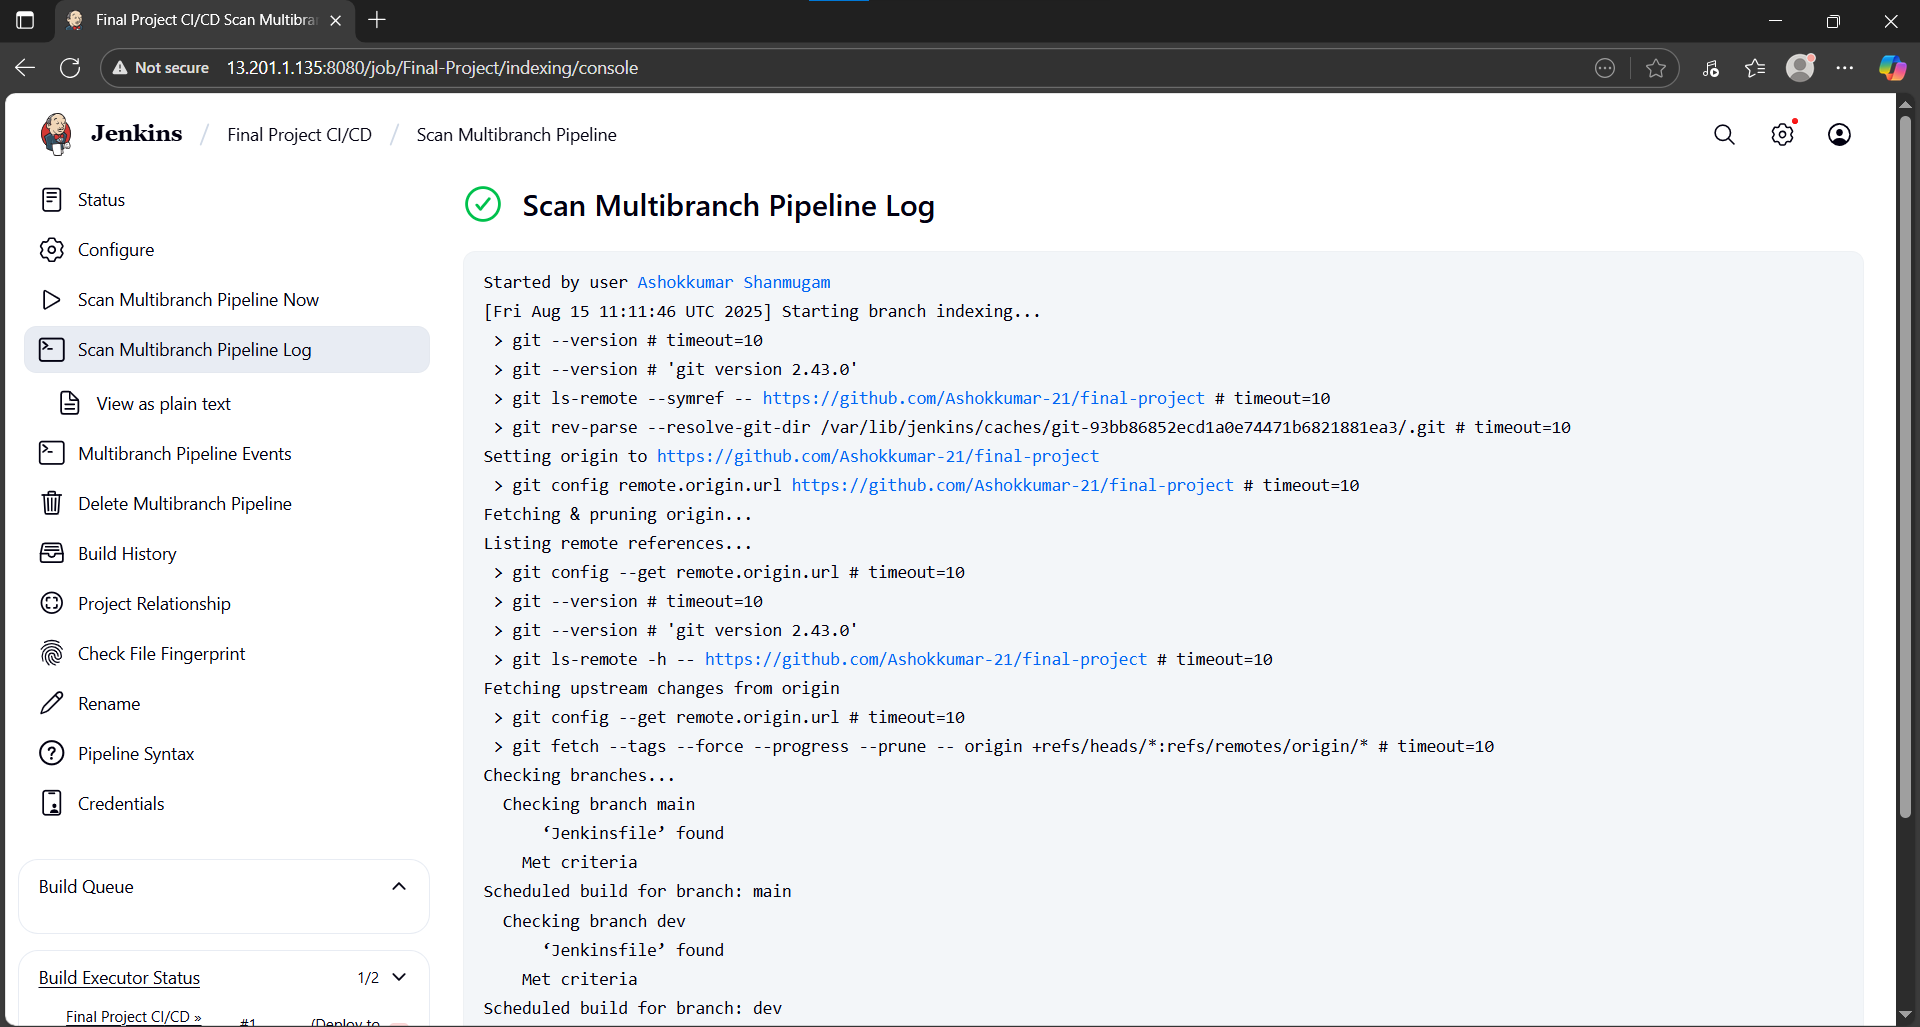 Final Project CI/CD Scan Multibra
Not secure 13.201.1.135:8080/job/Final-Project/indexing/console
Jenkins / Final Project CI/CD / Scan Multibranch Pipeline
Status
Configure
Scan Multibranch Pipeline Now
Scan Multibranch Pipeline Log
View as plain text
Multibranch Pipeline Events
Delete Multibranch Pipeline
Build History
Project Relationship
Check File Fingerprint
Rename
Pipeline Syntax
Credentials
Build Queue
Build Executor Status 1/2
Final Project CI/CD » #1 (Deploy to
Scan Multibranch Pipeline Log
Started by user Ashokkumar Shanmugam
[Fri Aug 15 11:11:46 UTC 2025] Starting branch indexing...
> git --version # timeout=10
> git --version # 'git version 2.43.0'
> git ls-remote --symref -- https://github.com/Ashokkumar-21/final-project # timeout=10
> git rev-parse --resolve-git-dir /var/lib/jenkins/caches/git-93bb86852ecd1a0e74471b6821881ea3/.git # timeout=10
Setting origin to https://github.com/Ashokkumar-21/final-project
> git config remote.origin.url https://github.com/Ashokkumar-21/final-project # timeout=10
Fetching & pruning origin...
Listing remote references...
> git config --get remote.origin.url # timeout=10
> git --version # timeout=10
> git --version # 'git version 2.43.0'
> git ls-remote -h -- https://github.com/Ashokkumar-21/final-project # timeout=10
Fetching upstream changes from origin
> git config --get remote.origin.url # timeout=10
> git fetch --tags --force --progress --prune -- origin +refs/heads/*:refs/remotes/origin/* # timeout=10
Checking branches...
Checking branch main
‘Jenkinsfile’ found
Met criteria
Scheduled build for branch: main
Checking branch dev
‘Jenkinsfile’ found
Met criteria
Scheduled build for branch: dev